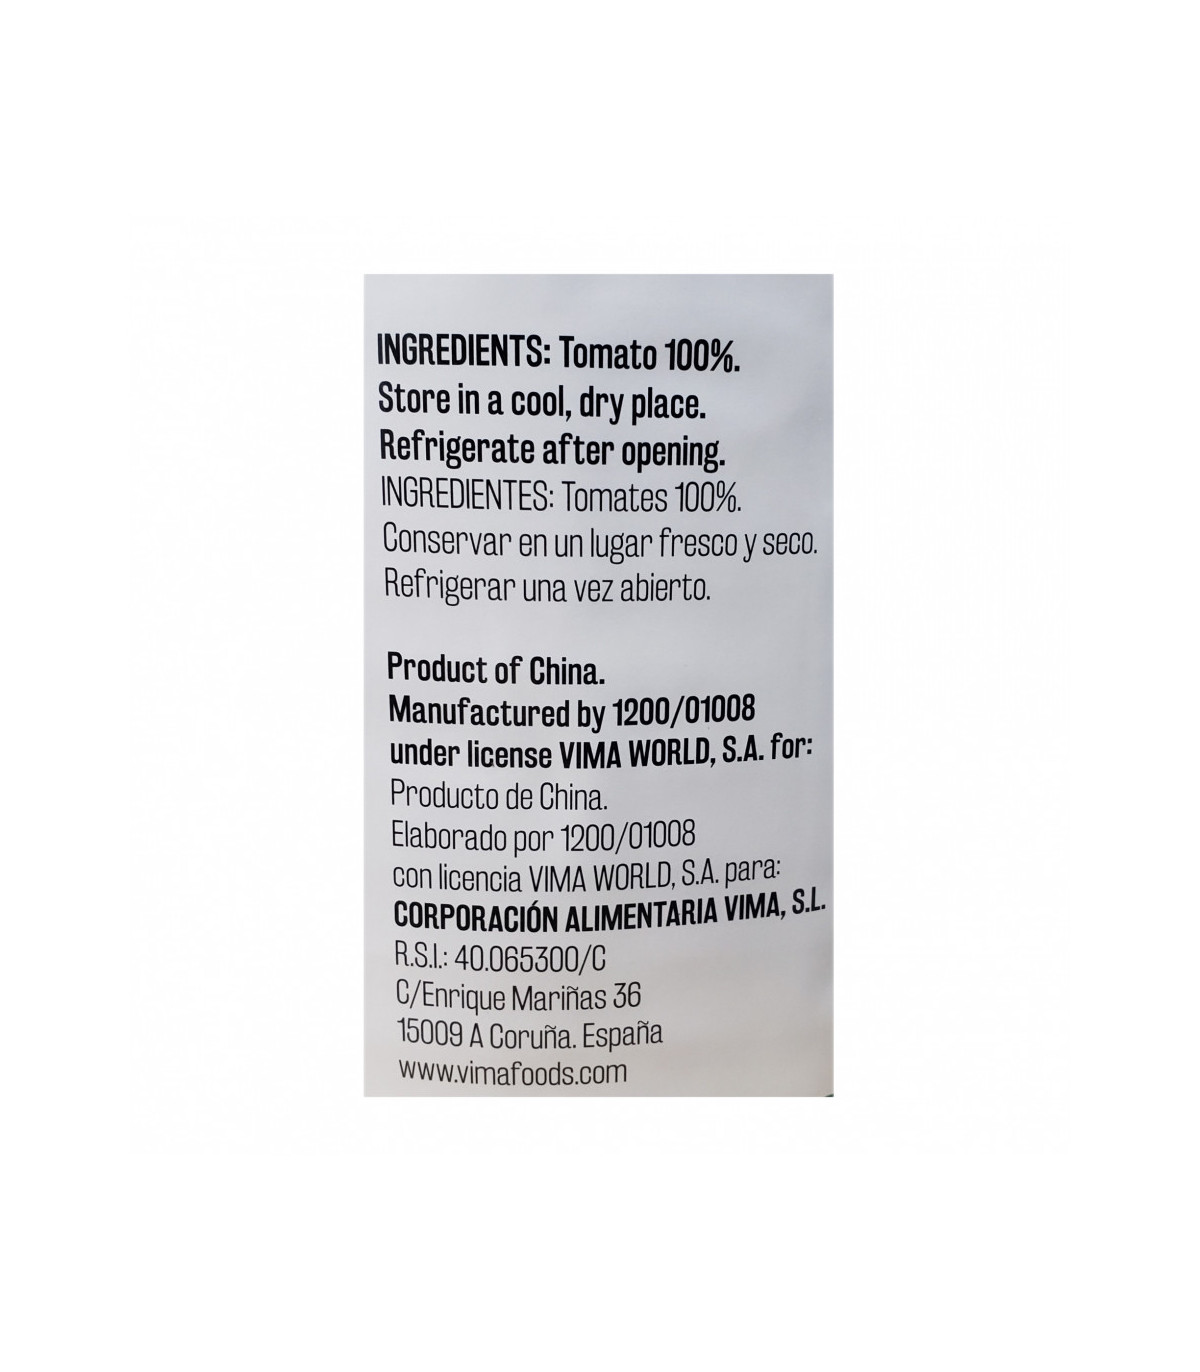 INGREDIENTS: Tomato 100%.
Store in a cool, dry place.
Refrigerate after opening.
INGREDIENTES: Tomates 100%.
Conservar en un lugar fresco y seco.
Refrigerar una vez abierto.
Product of China.
Manufactured by 1200/01008
under license VIMA WORLD, S.A. for:
Producto de China.
Elaborado por 1200/01008
con licencia VIMA WORLD, S.A. para:
CORPORACIÓN ALIMENTARIA VIMA, S.L.
R.S.I.: 40.065300/C
C/Enrique Mariñas 36
15009 A Coruña. España
www.vimafoods.com